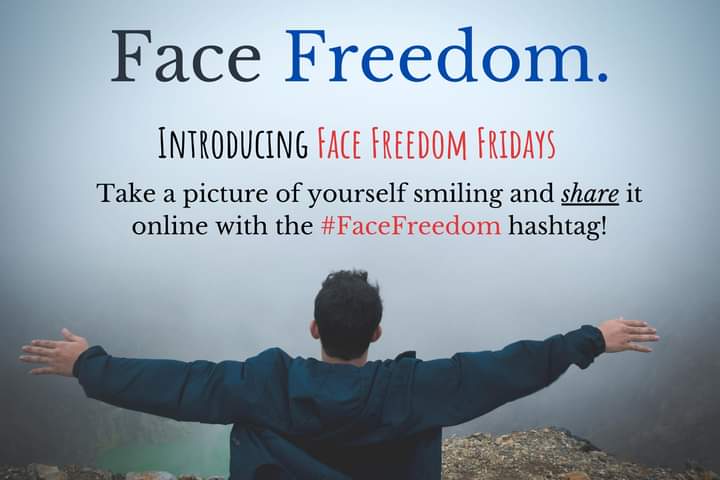 Face Freedom.
Introducing Face Freedom Fridays
Take a picture of yourself smiling and share it
online with the #FaceFreedom hashtag!